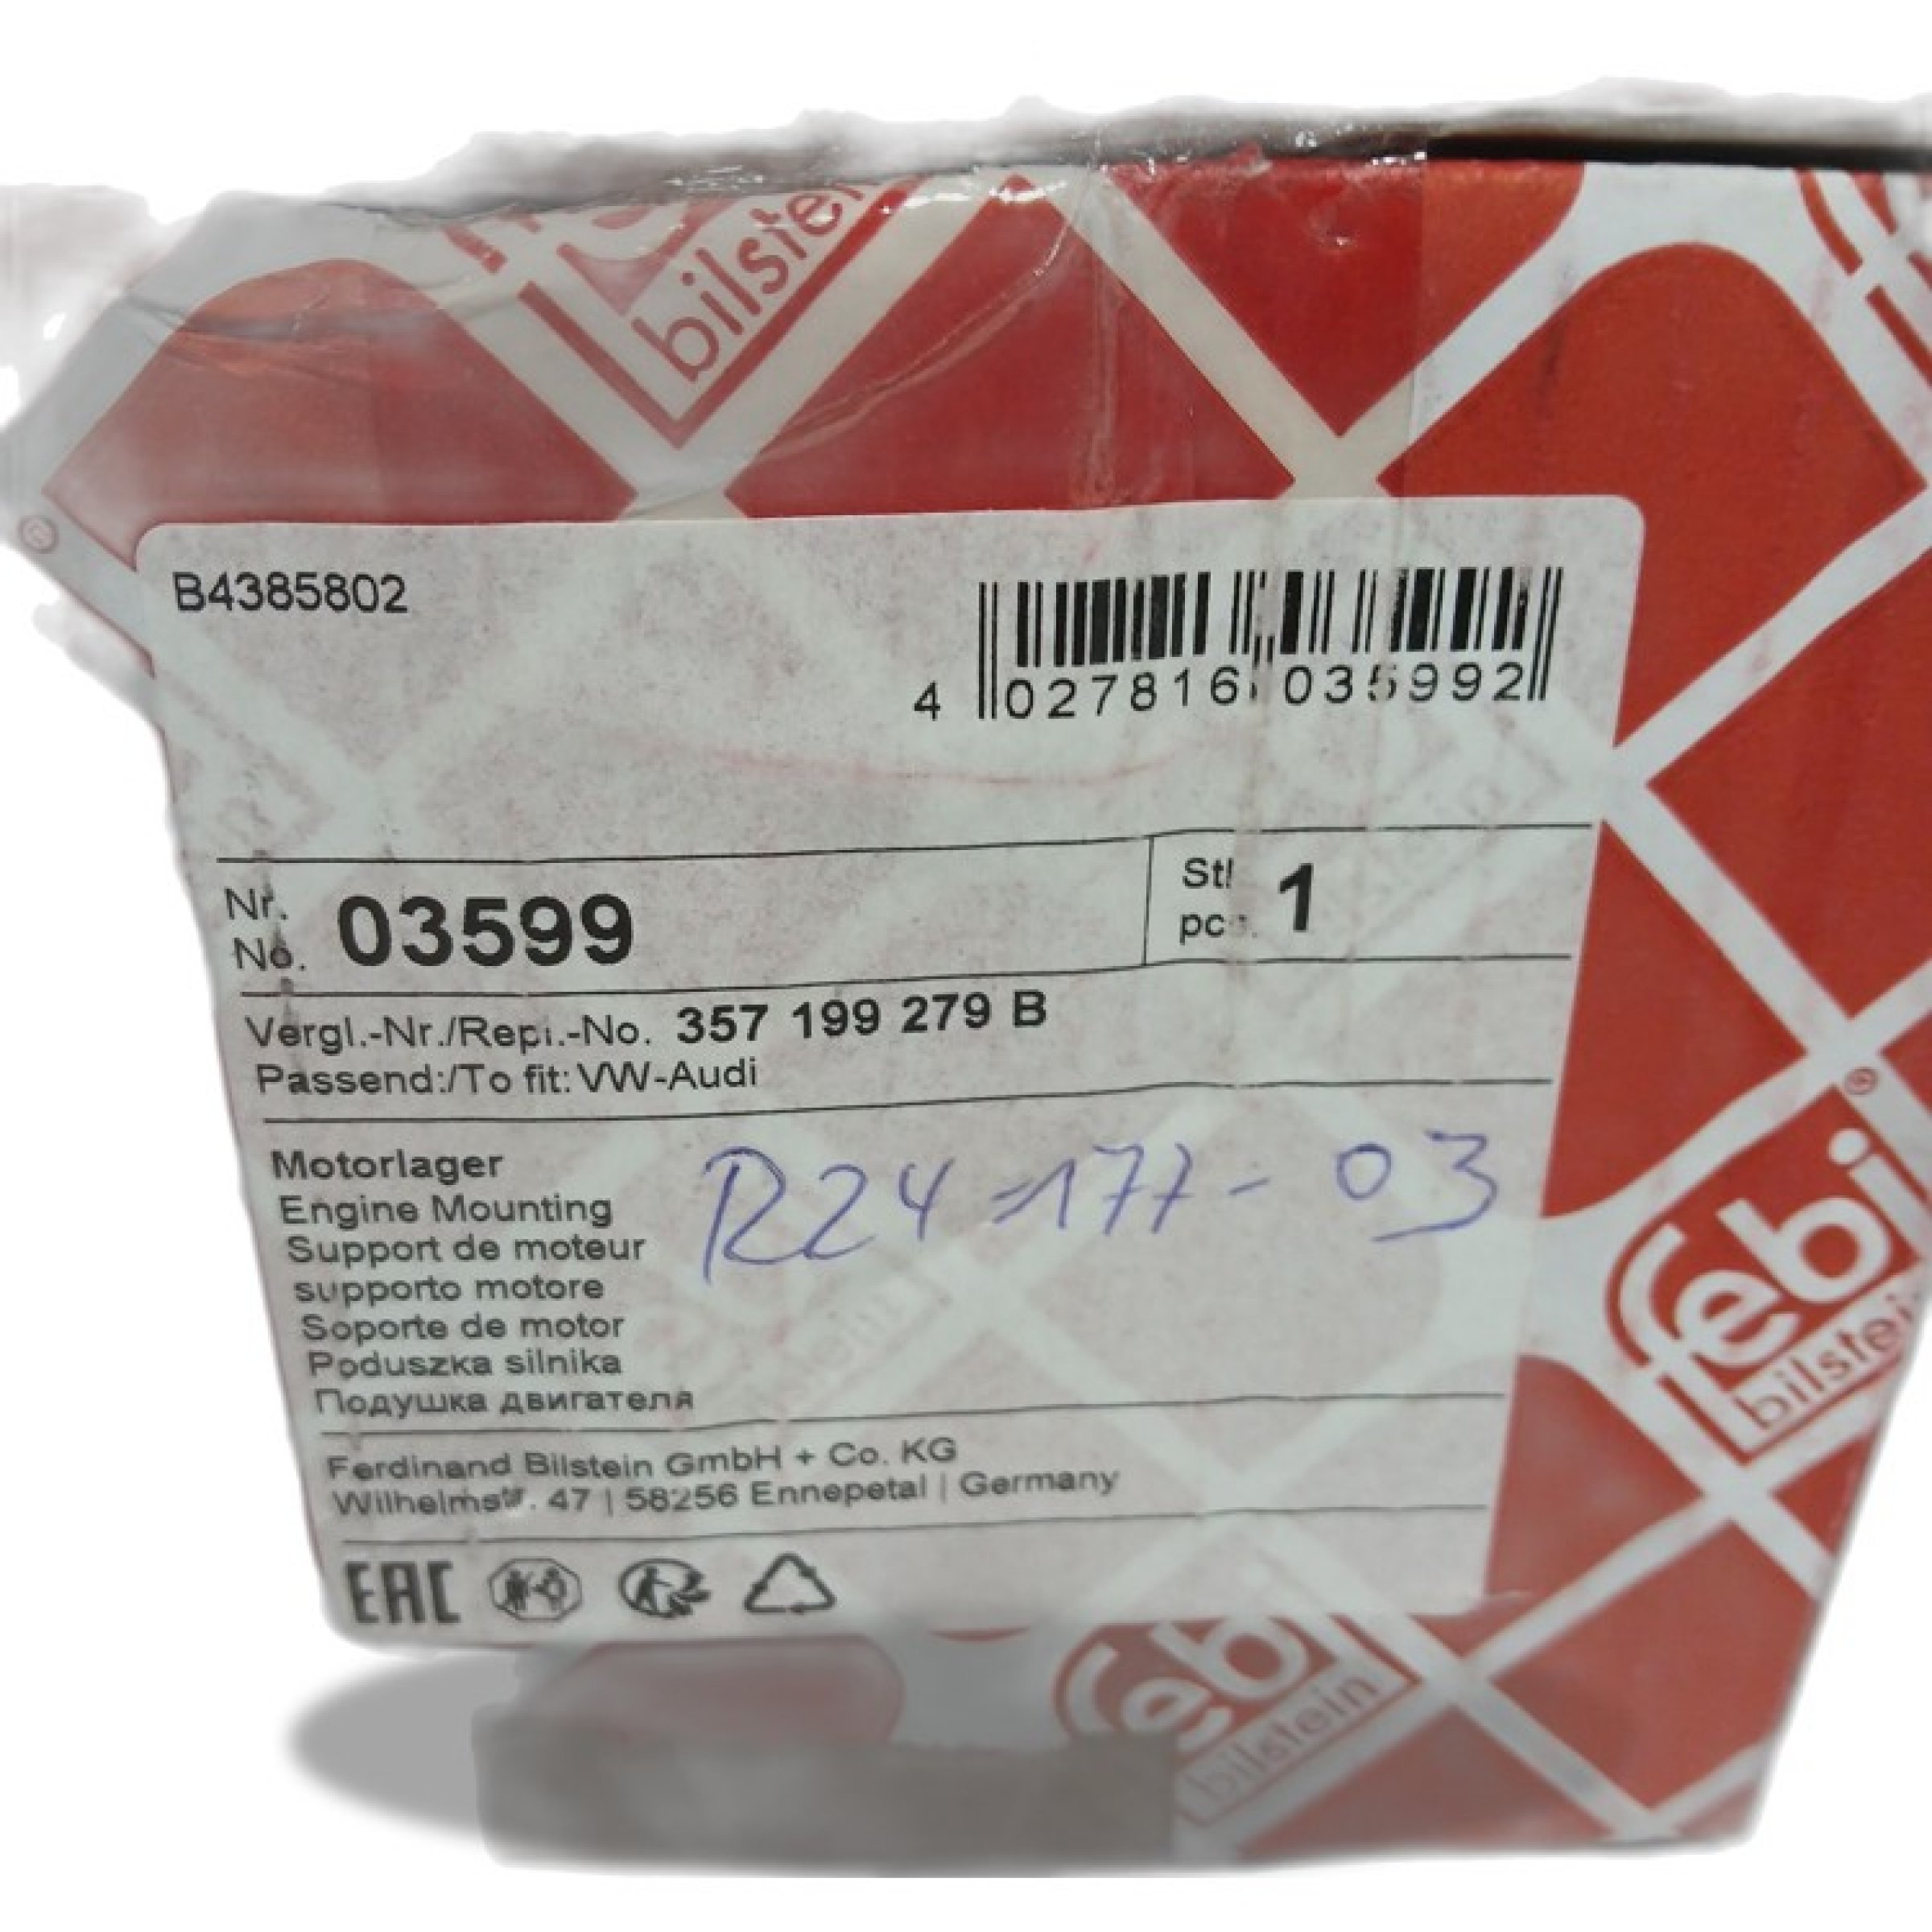 bilstein
B4385802
4 027816 035992
Nr.
No. 03599
1
Vergl.-Nr./Repl.-No. 357 199 279 B
Passend:/To fit: VW-Audi
Motorlager
Engine Mounting
Support de moteur
supporto motore
Soporte de motor
Poduszka silnika
Подушка двигателя
R24-177-03
Ferdinand Bilstein GmbH + Co. KG
Wilhelmstr. 47 | 58256 Ennepetal | Germany
EAC
febi
bilstein
febi
bilstein